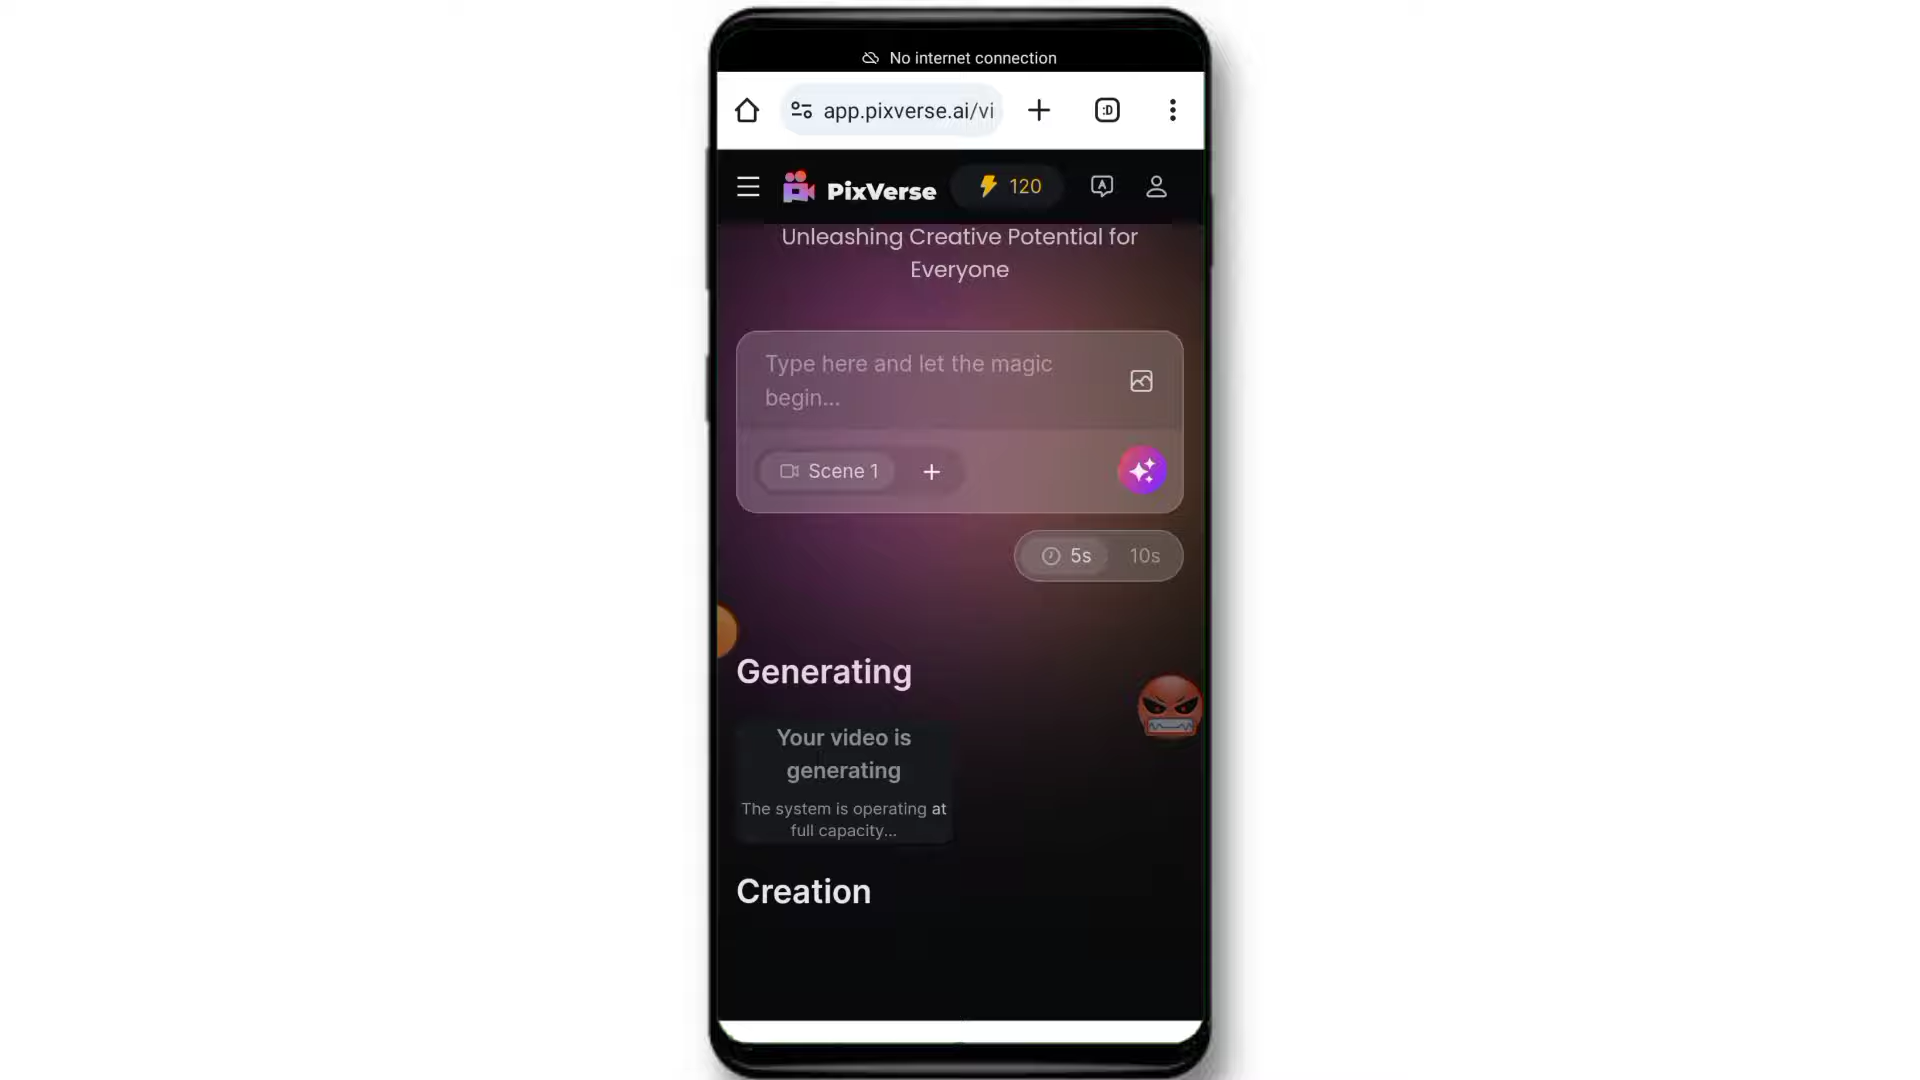 No internet connection
app.pixverse.ai/vi
:D
PixVerse
120
A
Unleashing Creative Potential for
Everyone
Type here and let the magic
begin...
Scene 1
5s 10s
Generating
Your video is
generating
The system is operating at
full capacity...
Creation